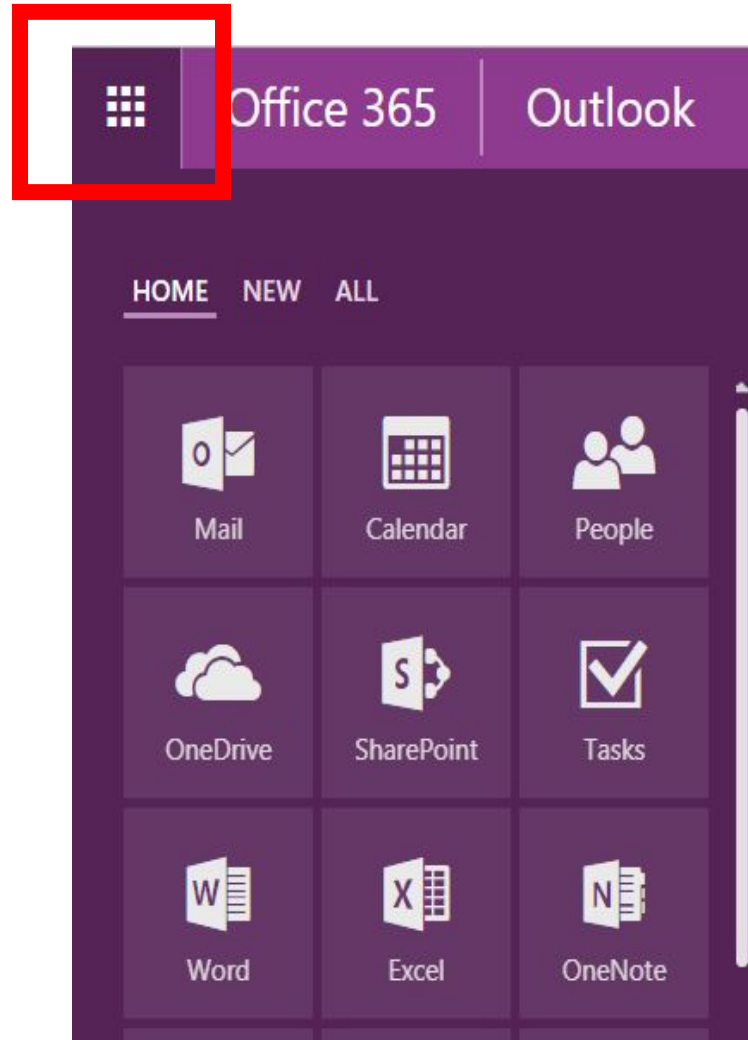 Office 365 Outlook
HOME NEW ALL
O
Mail Calendar People
S
OneDrive SharePoint Tasks
W X N
Word Excel OneNote